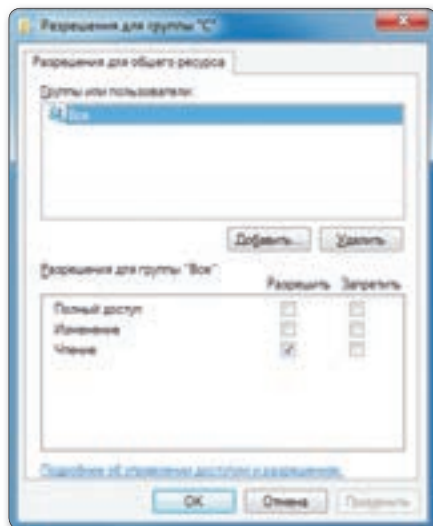 Разрешения для группы "C"
Разрешения для общего ресурса
Группы или пользователи:
Все
Добавить... Удалить
Разрешения для группы "Все"
Разрешить Запретить
Полный доступ
Изменение
Чтение
Подробнее об управлении доступом и разрешениях
ОК Отмена Применить